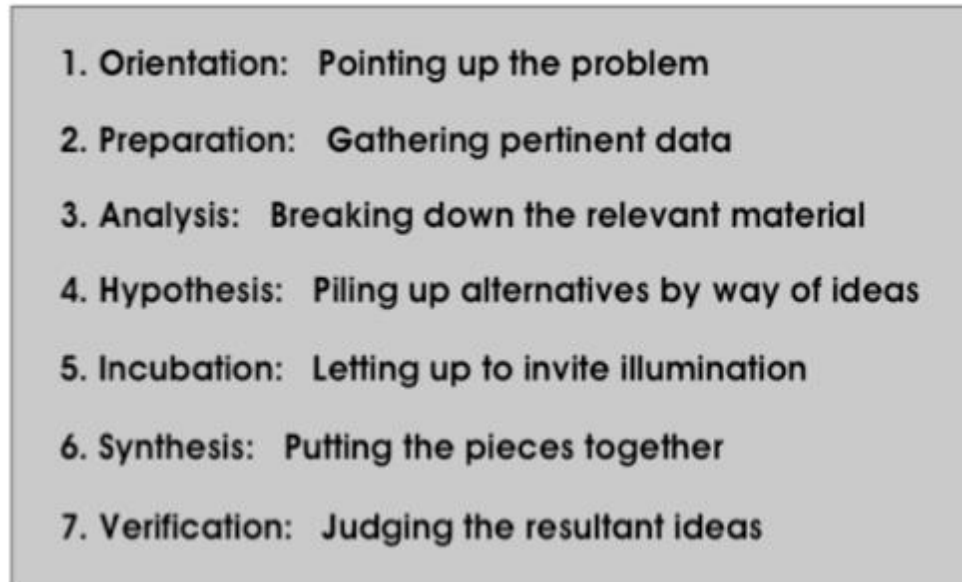 1. Orientation: Pointing up the problem
2. Preparation: Gathering pertinent data
3. Analysis: Breaking down the relevant material
4. Hypothesis: Piling up alternatives by way of ideas
5. Incubation: Letting up to invite illumination
6. Synthesis: Putting the pieces together
7. Verification: Judging the resultant ideas